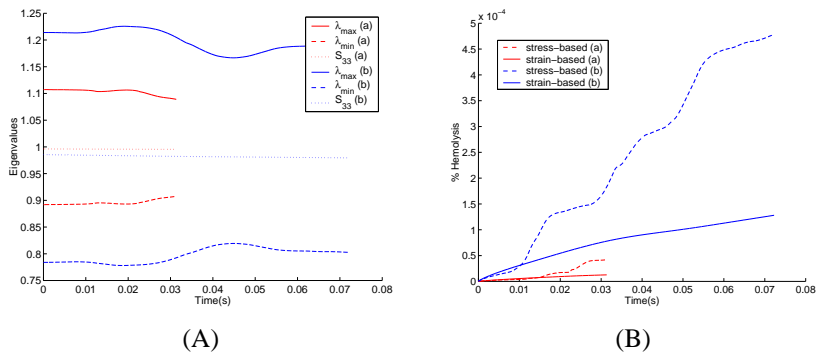 1.25
1.2
1.15
1.1
1.05
1
0.95
0.9
0.85
0.8
0.75
Eigenvalues
0
0.01
0.02
0.03
0.04
0.05
0.06
0.07
0.08
Time(s)
λmax (a)
λmin (a)
S33 (a)
λmax (b)
λmin (b)
S33 (b)
(A)
x 10^-4
5
4.5
4
3.5
3
2.5
2
1.5
1
0.5
0
% Hemolysis
0
0.01
0.02
0.03
0.04
0.05
0.06
0.07
0.08
Time(s)
stress-based (a)
strain-based (a)
stress-based (b)
strain-based (b)
(B)